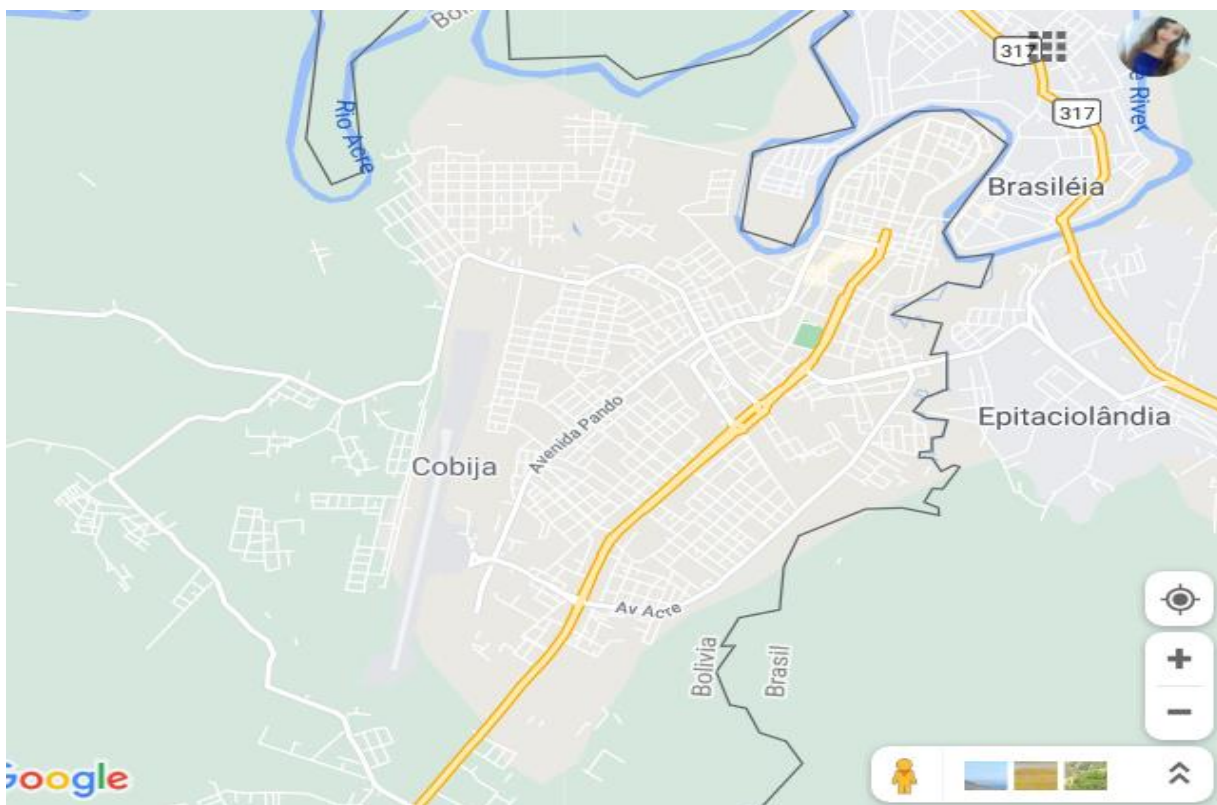 Rio Acre
317
317
Brasiléia
Epitaciolândia
Avenida Pando
Cobija
Av Acre
Bolivia
Brasil
Google